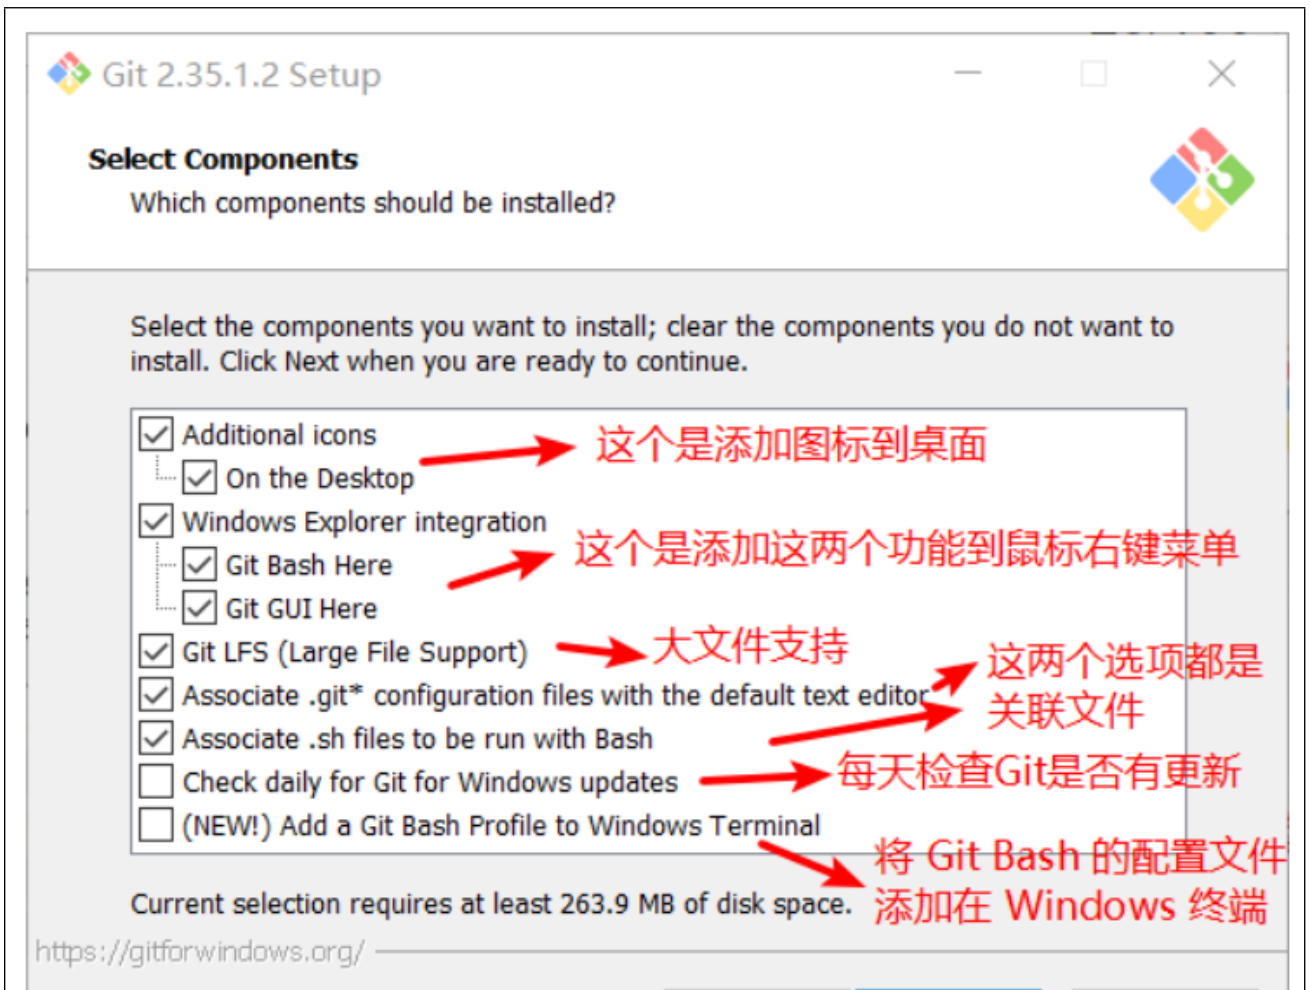 Git 2.35.1.2 Setup
Select Components
Which components should be installed?
Select the components you want to install; clear the components you do not want to
install. Click Next when you are ready to continue.
Additional icons
这个是添加图标到桌面
On the Desktop
Windows Explorer integration
这个是添加这两个功能到鼠标右键菜单
Git Bash Here
Git GUI Here
Git LFS (Large File Support)
大文件支持
这两个选项都是
关联文件
Associate .git* configuration files with the default text editor
Associate .sh files to be run with Bash
Check daily for Git for Windows updates
每天检查Git是否有更新
(NEW!) Add a Git Bash Profile to Windows Terminal
将 Git Bash 的配置文件
添加在 Windows 终端
Current selection requires at least 263.9 MB of disk space.
https://gitforwindows.org/